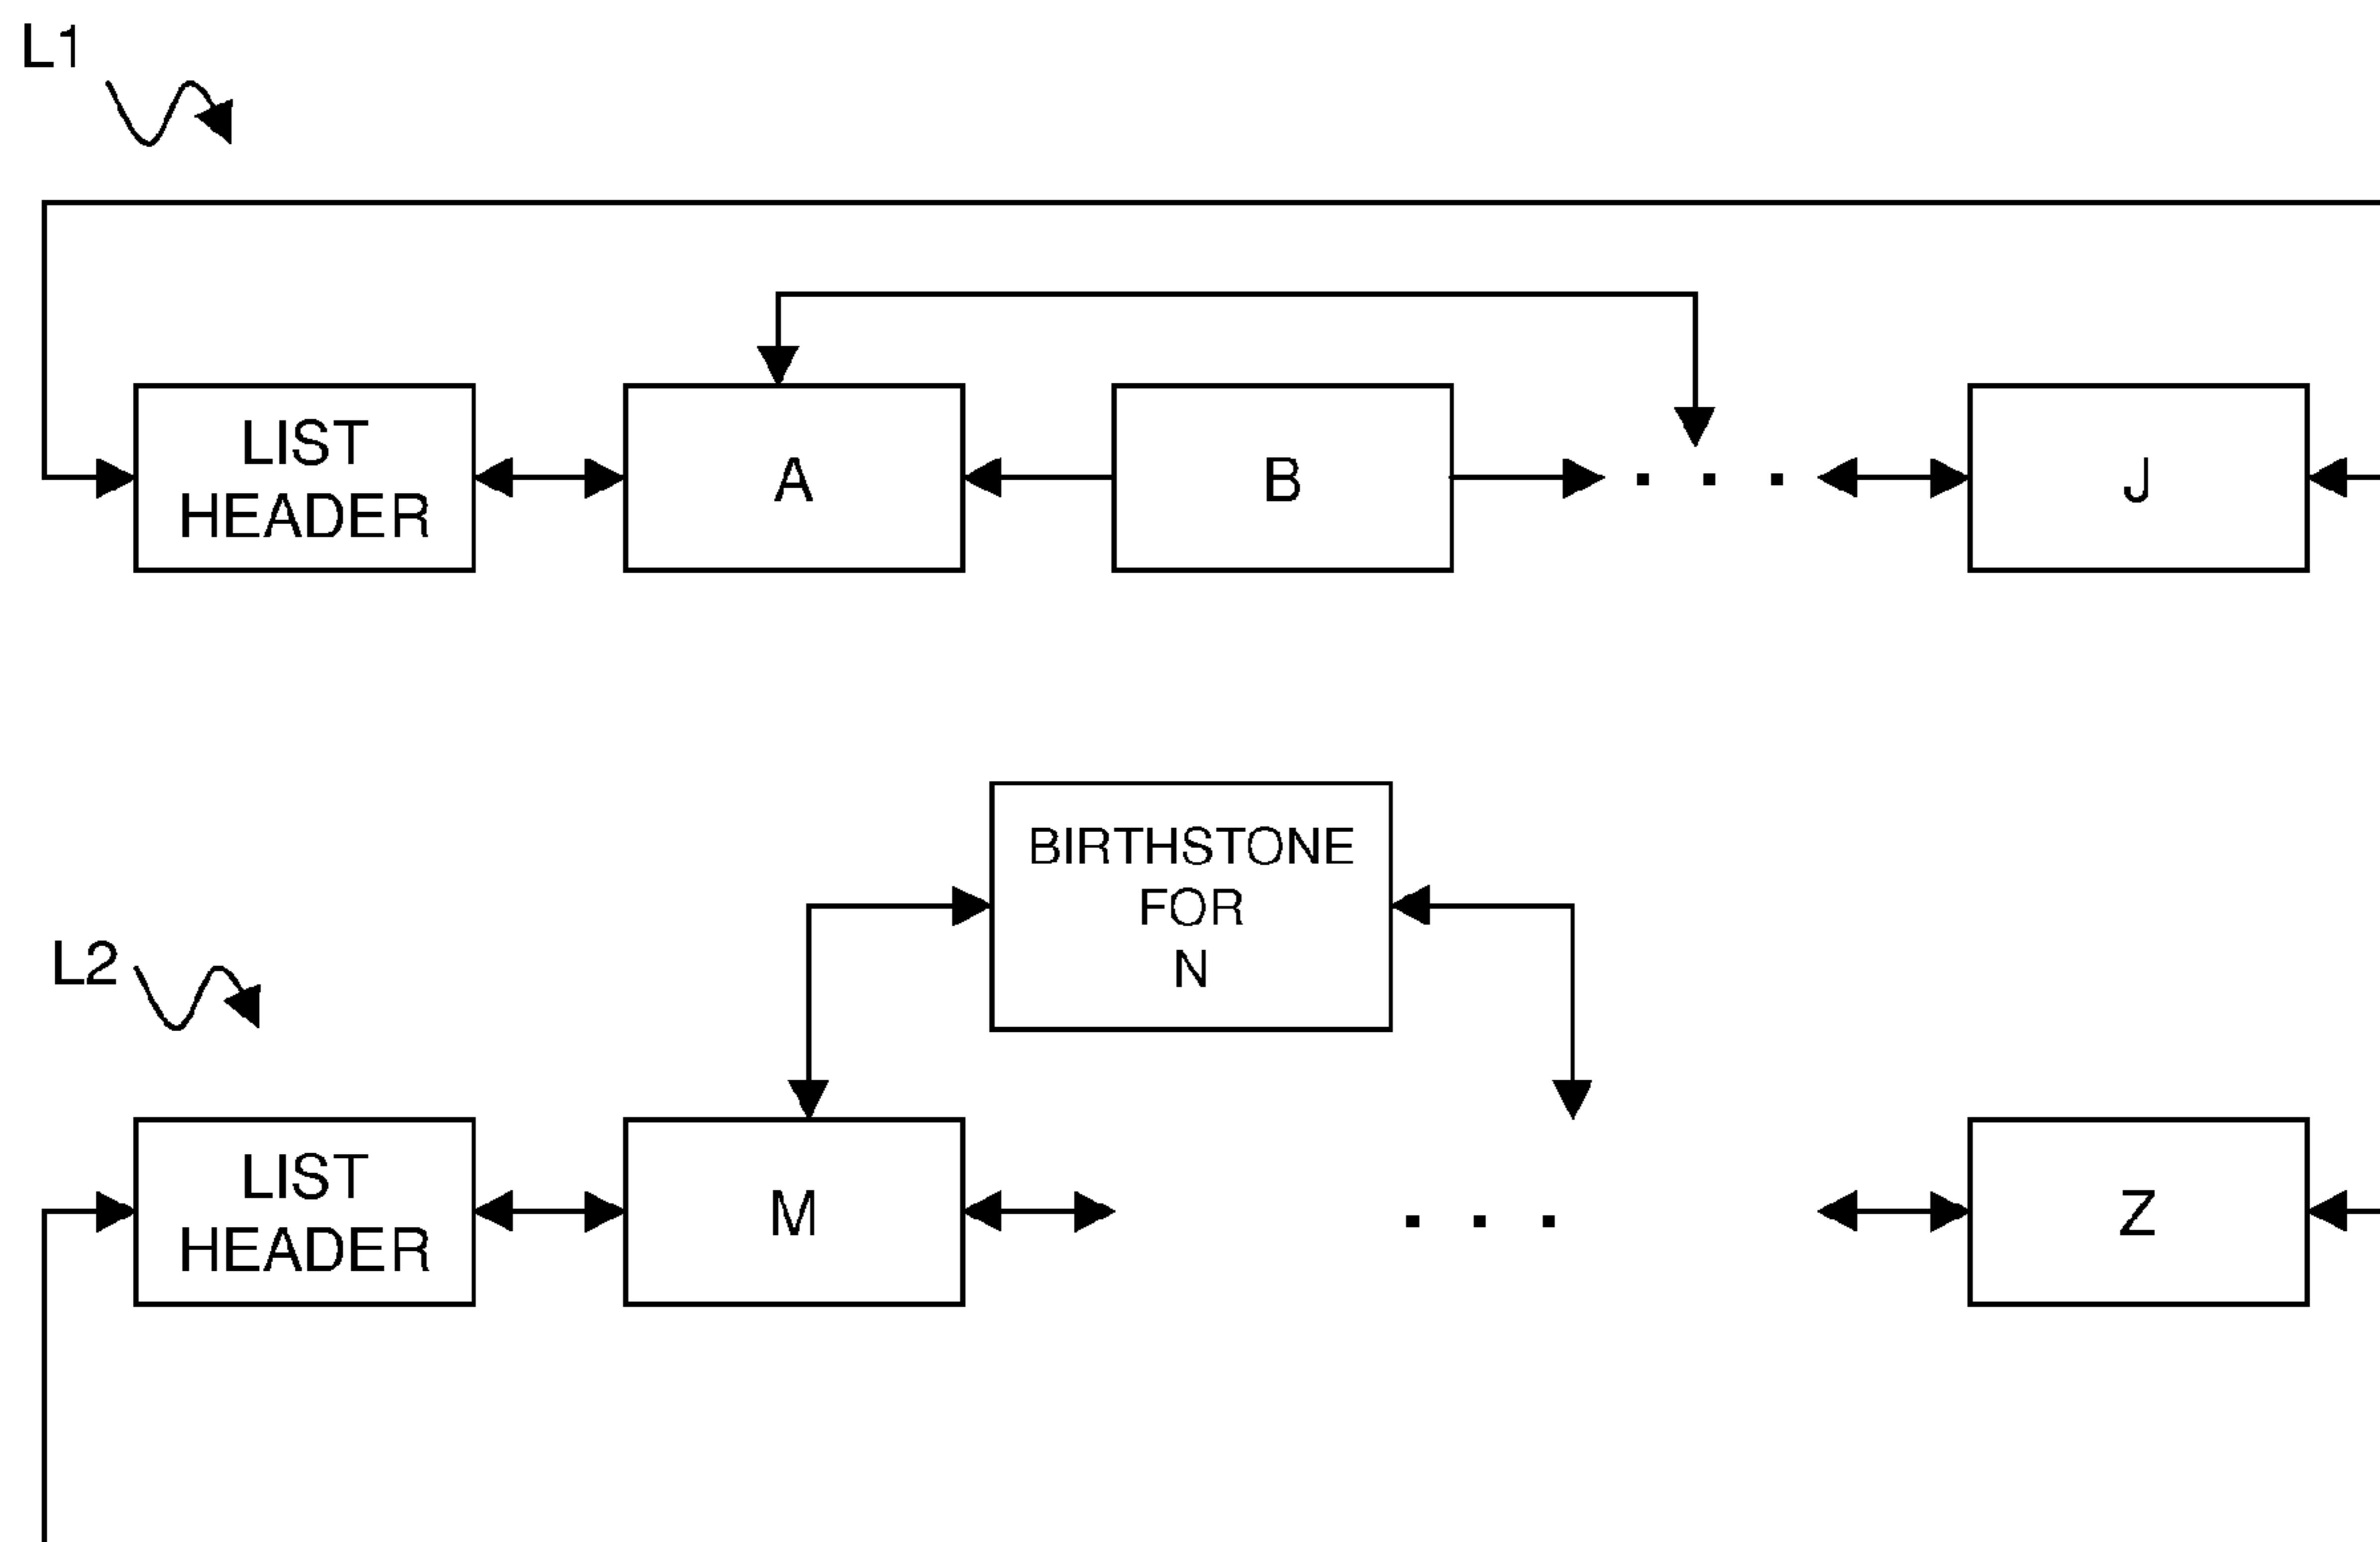 L1
LIST
HEADER
A
B
. . .
J
BIRTHSTONE
FOR
N
L2
LIST
HEADER
M
. . .
Z